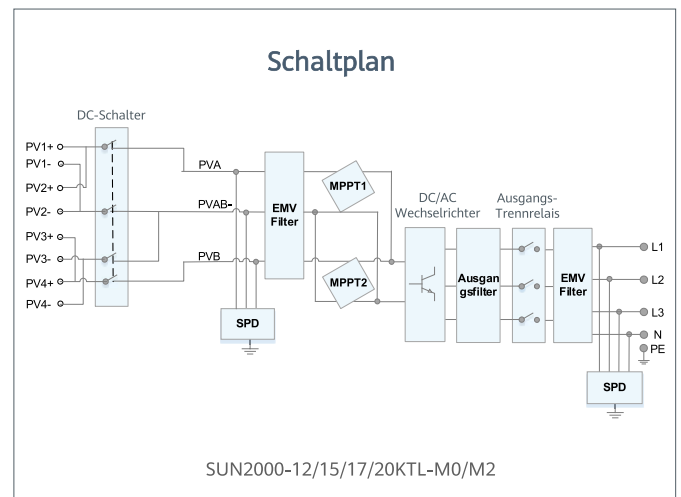 Schaltplan
DC-Schalter
PV1+
PV1-
PV2+
PV2-
PV3+
PV3-
PV4+
PV4-
PVA
PVAB-
PVB
EMV
Filter
SPD
MPPT1
MPPT2
DC/AC
Wechselrichter
Ausgan
gsfilter
Ausgangs-
Trennrelais
EMV
Filter
L1
L2
L3
N
PE
SPD
SUN2000-12/15/17/20KTL-M0/M2